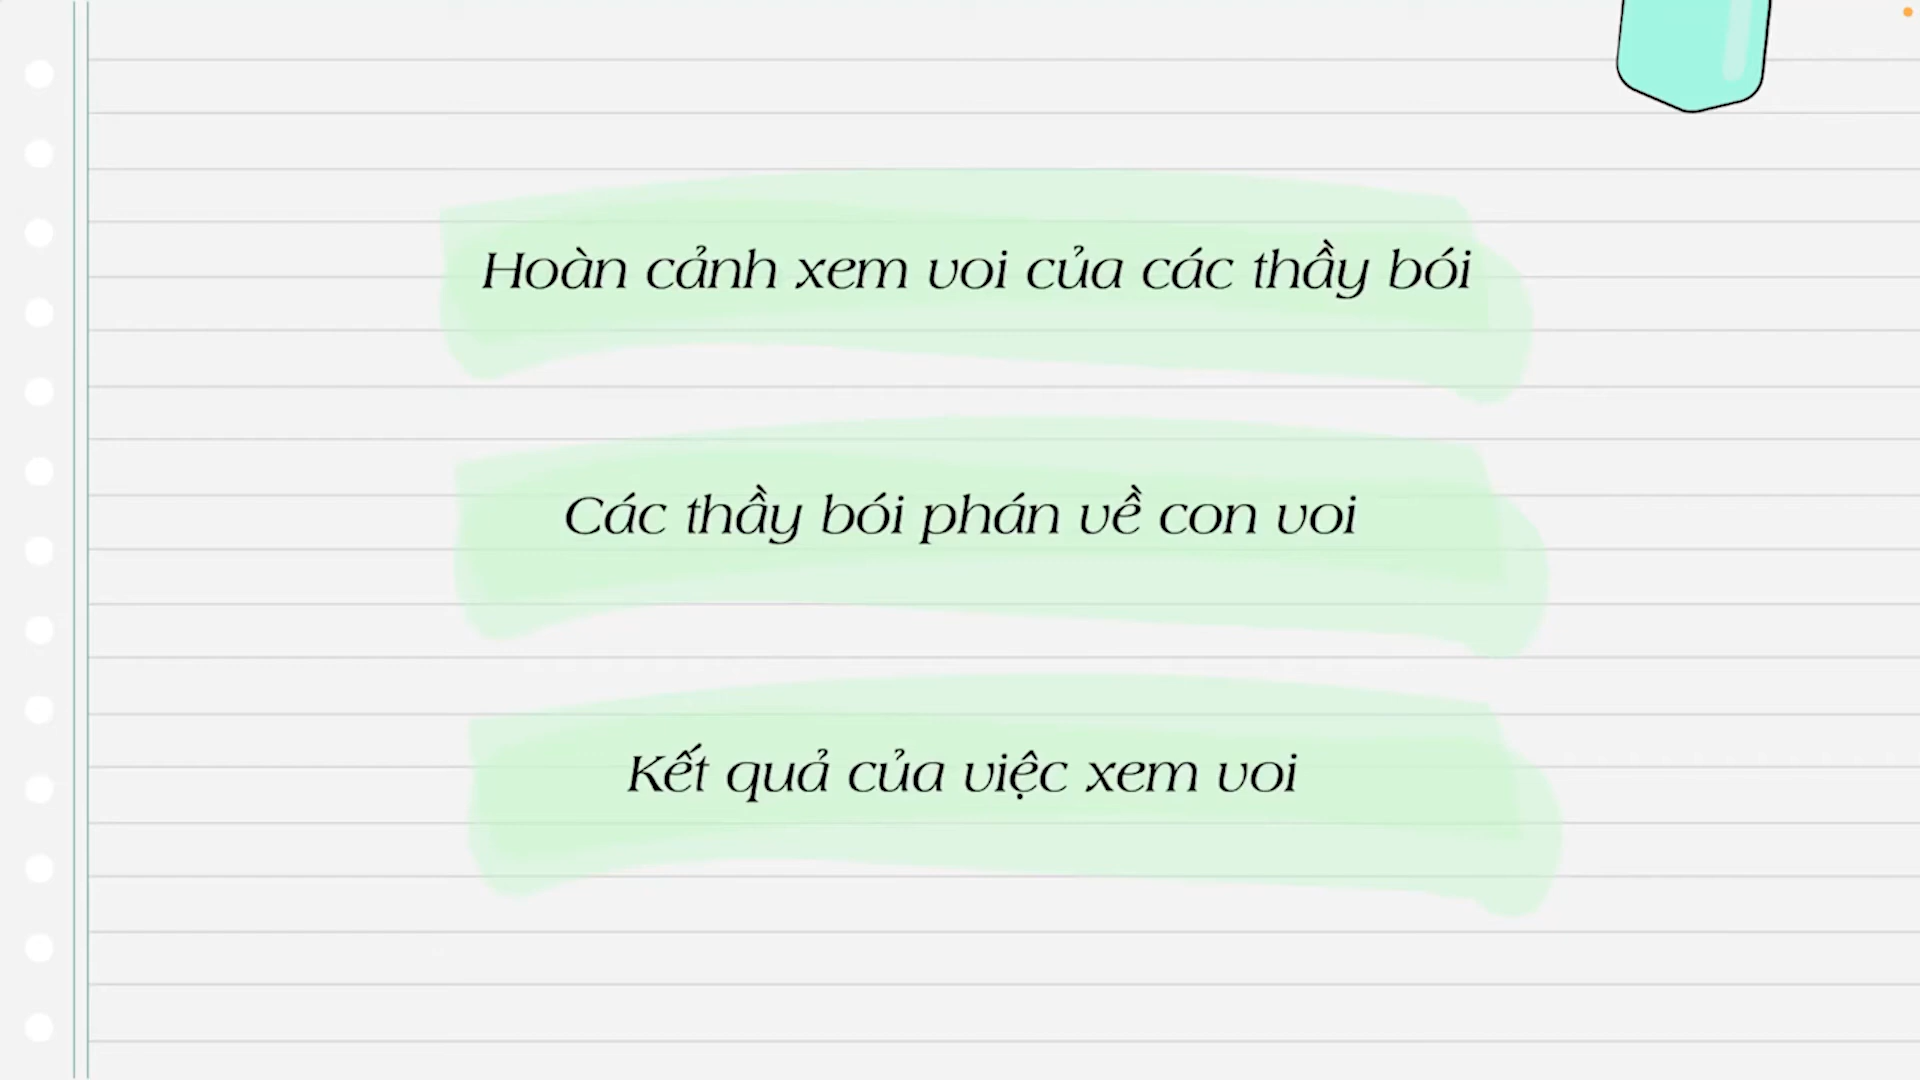 Hoàn cảnh xem voi của các thầy bói
Các thầy bói phán về con voi
Kết quả của việc xem voi